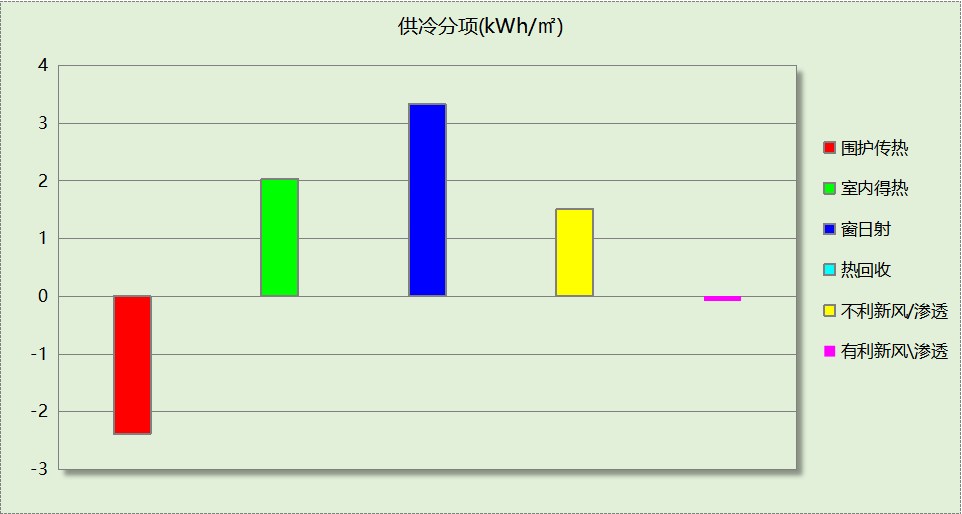 供冷分项(kWh/㎡)
4
3
2
1
0
-1
-2
-3
围护传热
室内得热
窗日射
热回收
不利新风/渗透
有利新风\渗透